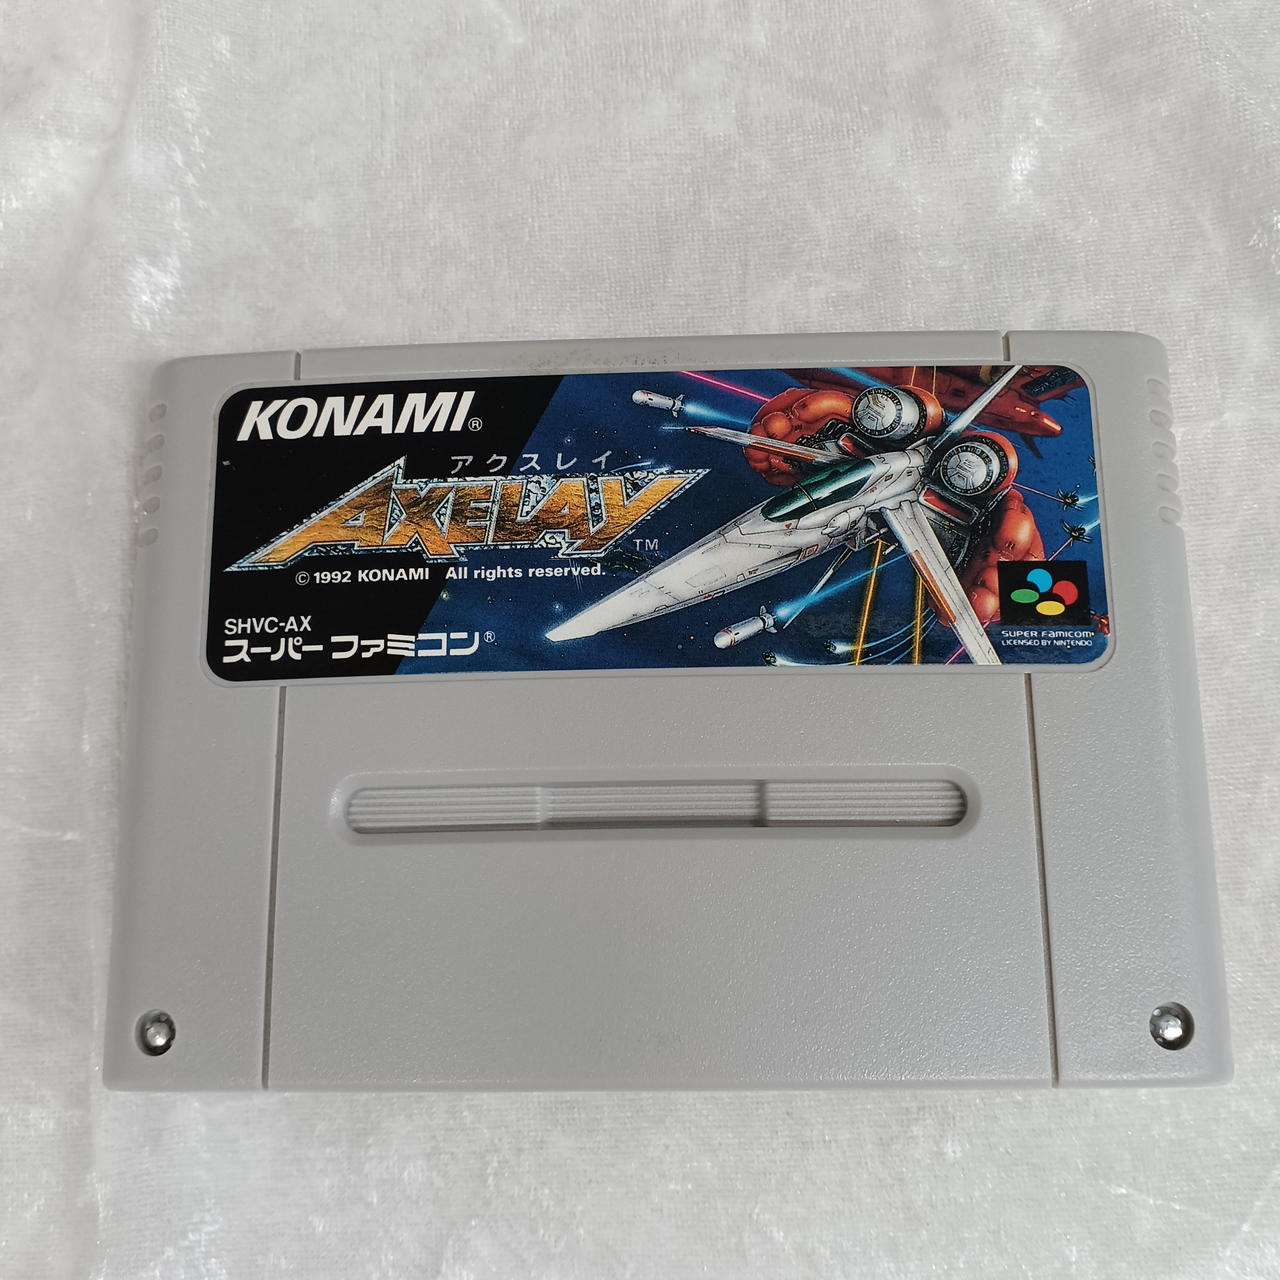 KONAMI®
アクスレイ
AXELAY™
© 1992 KONAMI All rights reserved.
SHVC-AX
スーパーファミコン®
SUPER FAMICOM®
LICENSED BY NINTENDO